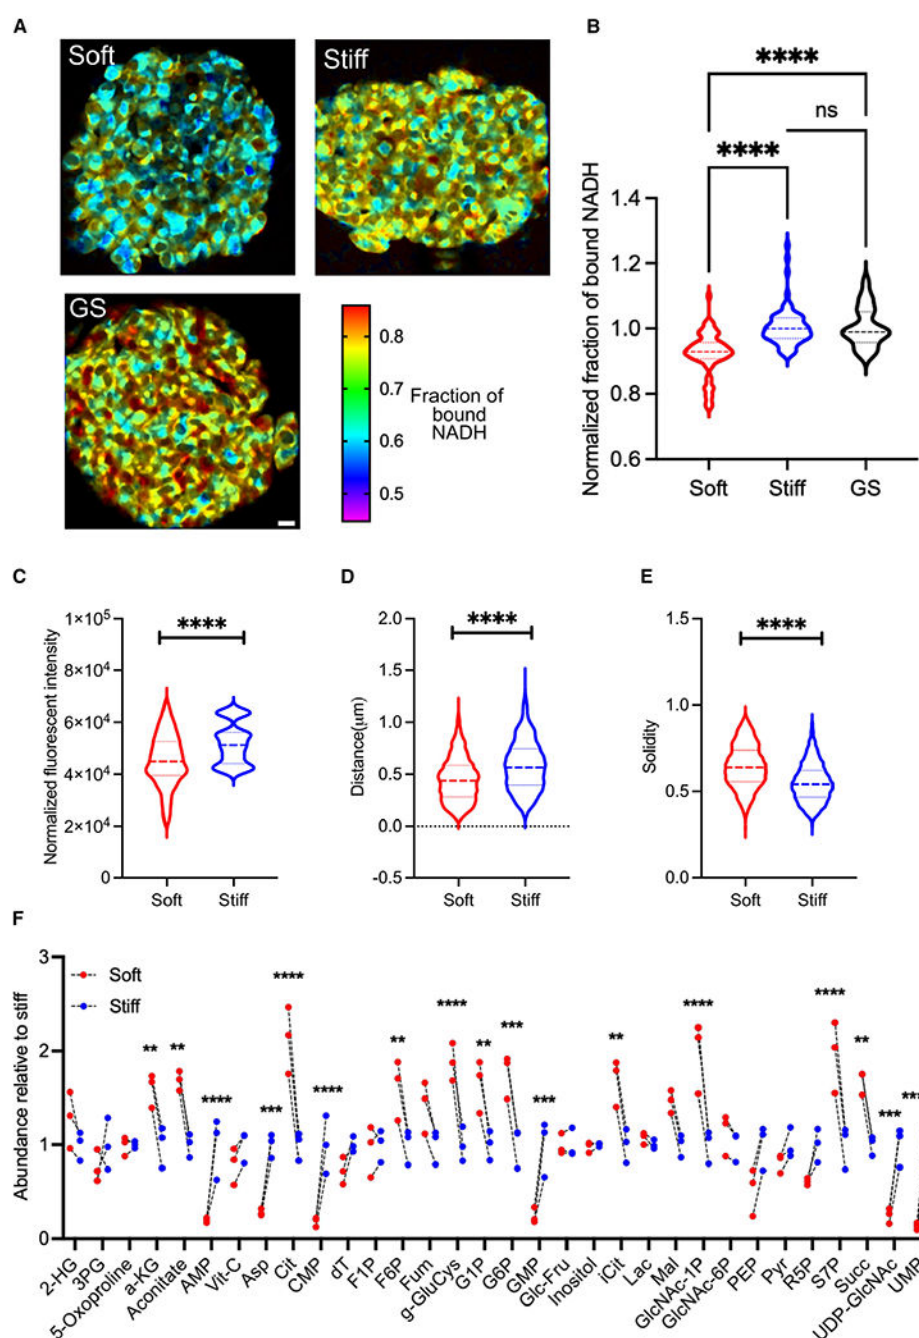 A
Soft
Stiff
GS
0.8
0.7
0.6
0.5
Fraction of
bound
NADH
B
****
ns
****
Normalized fraction of bound NADH
1.4
1.2
1.0
0.8
0.6
Soft
Stiff
GS
C
Normalized fluorescent intensity
1×10⁵
8×10⁴
6×10⁴
4×10⁴
2×10⁴
0
****
Soft
Stiff
D
Distance(μm)
2.0
1.5
1.0
0.5
0.0
-0.5
****
Soft
Stiff
E
Solidity
1.5
1.0
0.5
0.0
****
Soft
Stiff
F
Abundance relative to stiff
3
2
1
0
Soft
Stiff
**
**
****
***
****
****
**
****
**
***
***
**
****
****
**
***
***
2-HG
3PG
5-Oxoproline
a-KG
Aconitate
AMP
Vit-C
Asp
Cit
CMP
dT
F1P
F6P
Fum
g-GluCys
G1P
G6P
GMP
Glc-Fru
Inositol
iCit
Lac
Mal
GlcNAc-1P
GlcNAc-6P
PEP
Pyr
R5P
S7P
Succ
UDP-GlcNAc
UMP